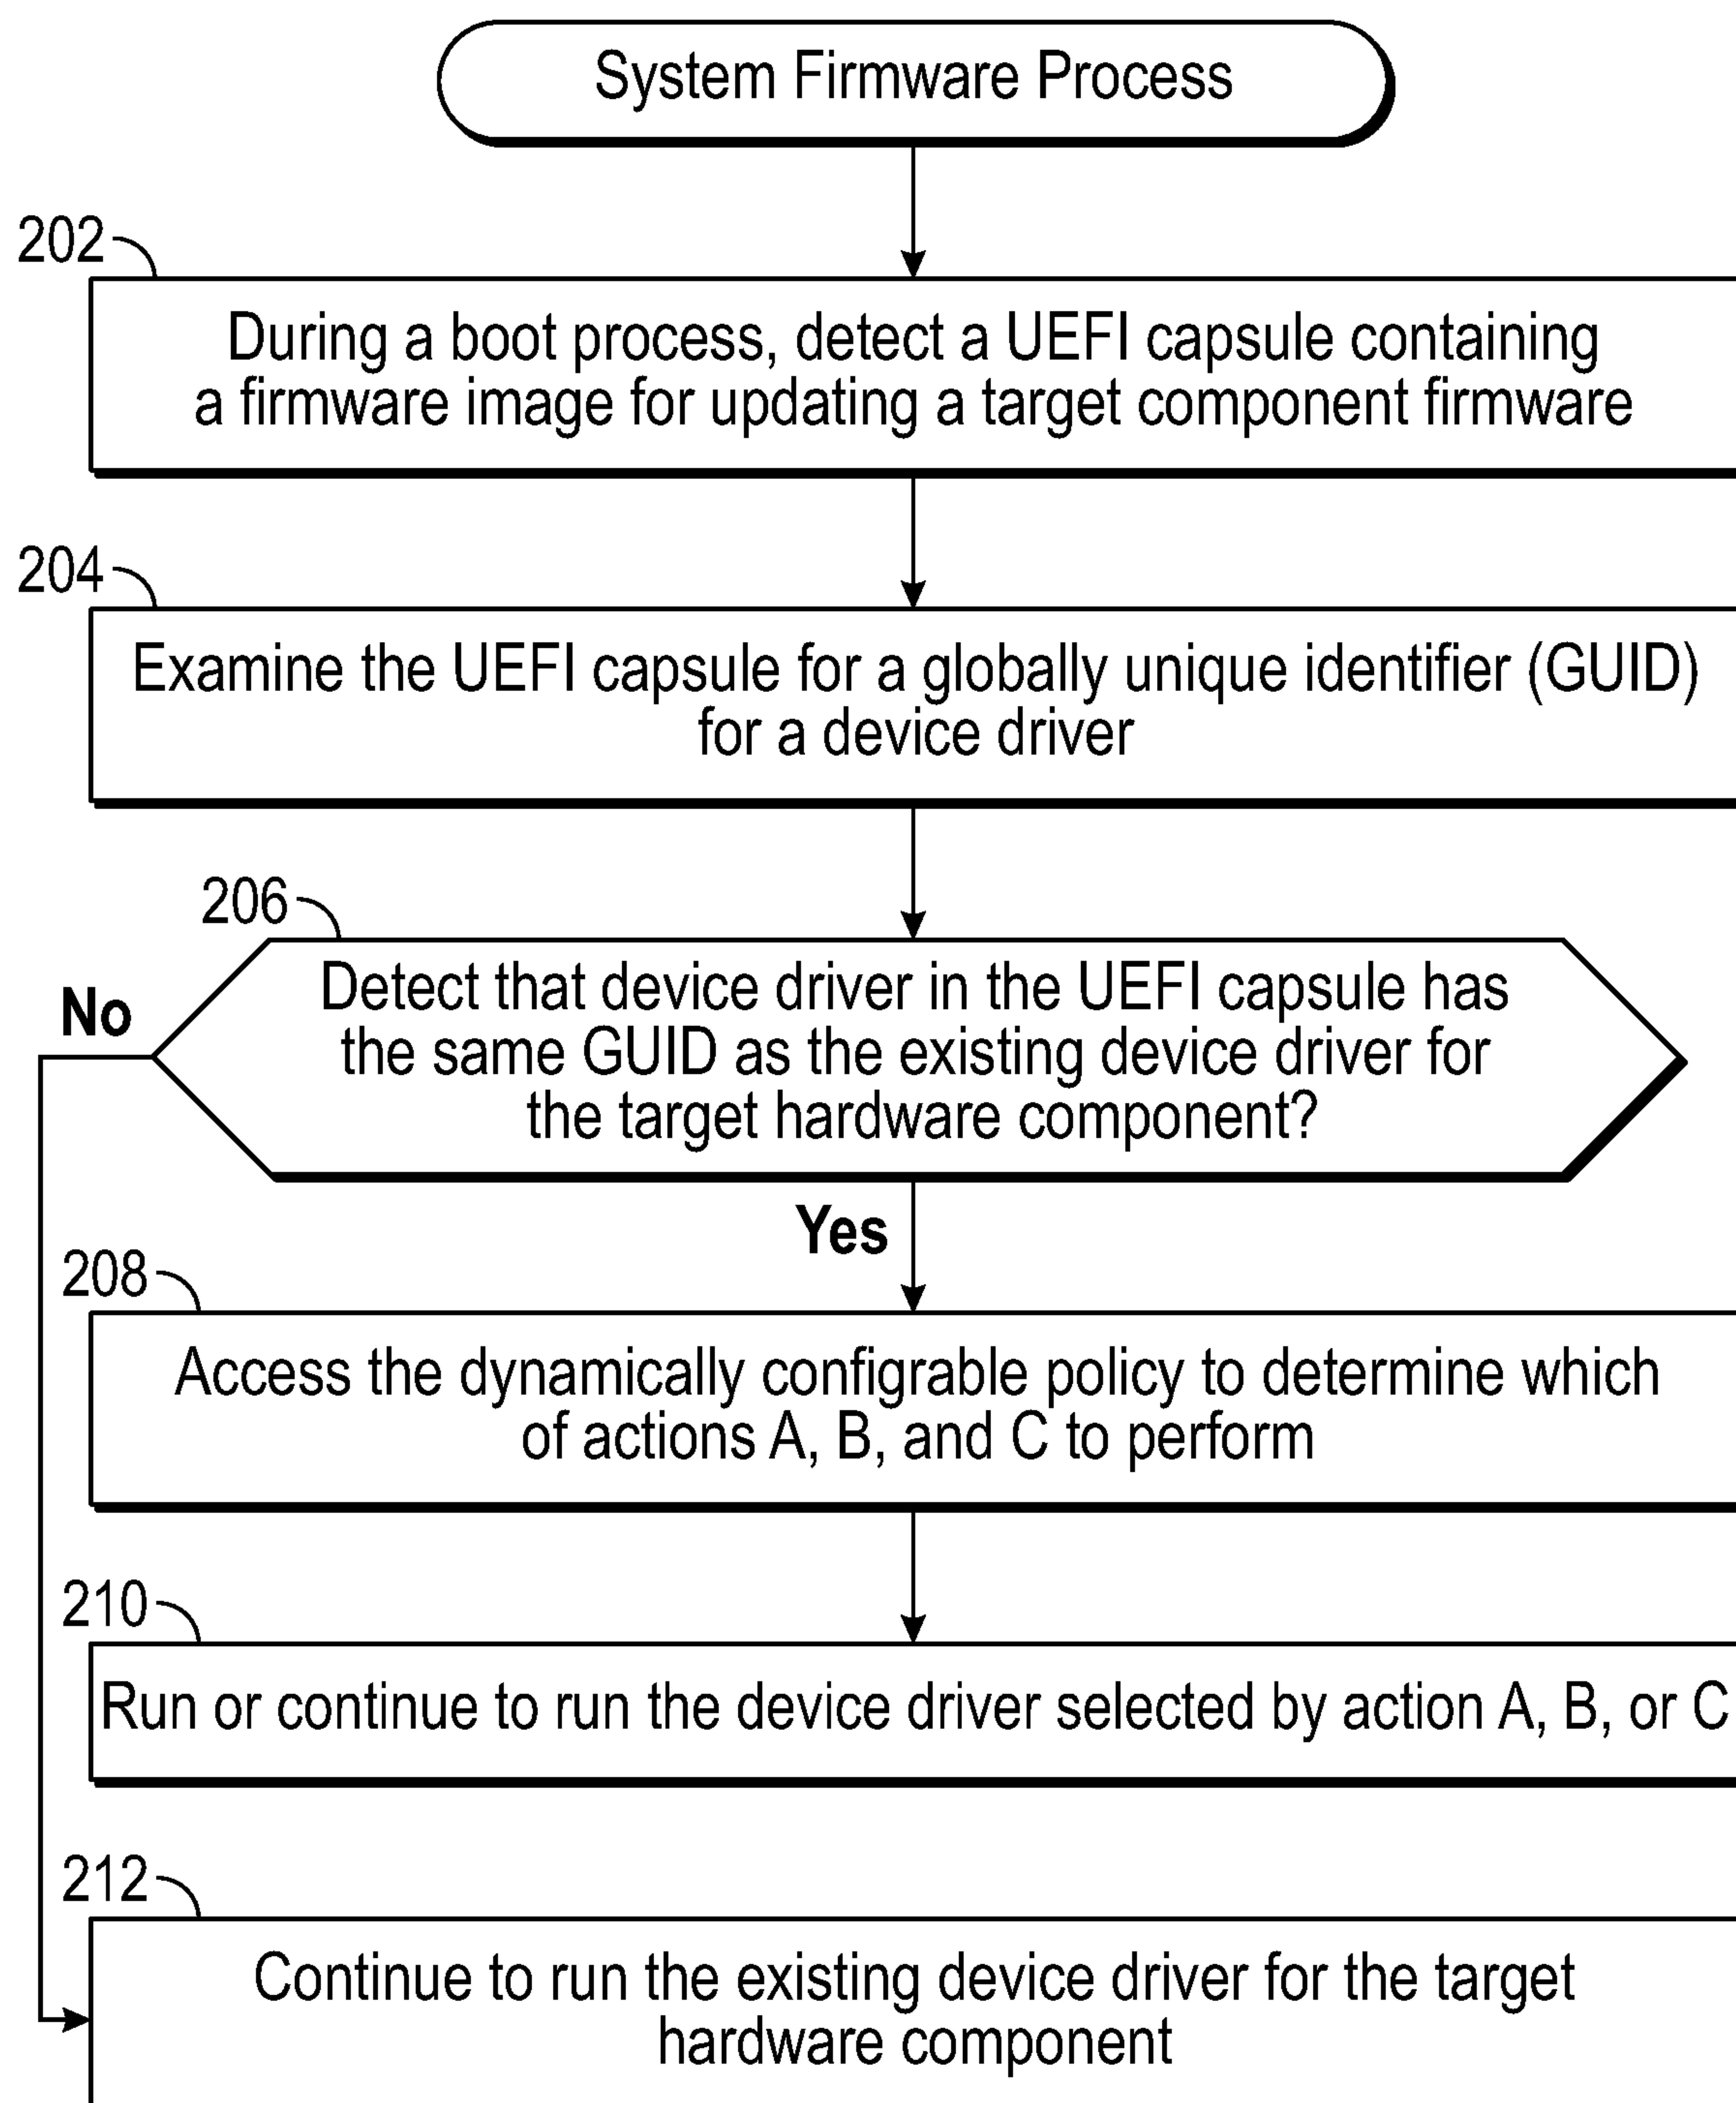 System Firmware Process
202
During a boot process, detect a UEFI capsule containing
a firmware image for updating a target component firmware
204
Examine the UEFI capsule for a globally unique identifier (GUID)
for a device driver
206
Detect that device driver in the UEFI capsule has
the same GUID as the existing device driver for
the target hardware component?
No
Yes
208
Access the dynamically configrable policy to determine which
of actions A, B, and C to perform
210
Run or continue to run the device driver selected by action A, B, or C
212
Continue to run the existing device driver for the target
hardware component